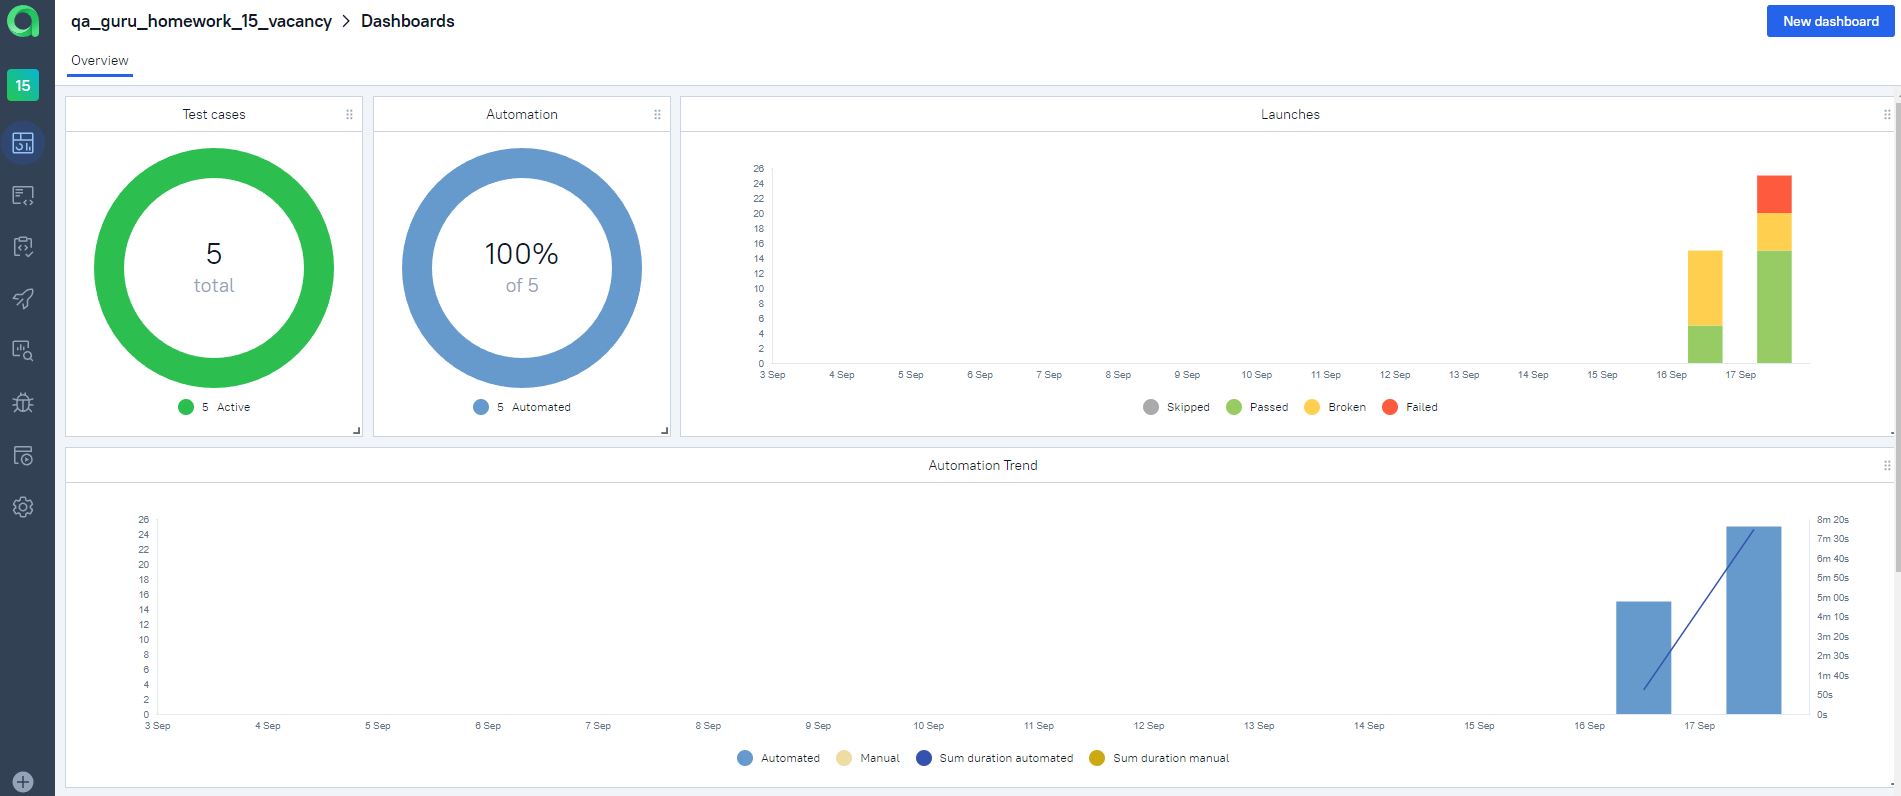 qa_guru_homework_15_vacancy > Dashboards
New dashboard
Overview
15
Test cases
5
total
5 Active
Automation
100%
of 5
5 Automated
Launches
26
24
22
20
18
16
14
12
10
8
6
4
2
0
3 Sep 4 Sep 5 Sep 6 Sep 7 Sep 8 Sep 9 Sep 10 Sep 11 Sep 12 Sep 13 Sep 14 Sep 15 Sep 16 Sep 17 Sep
Skipped Passed Broken Failed
Automation Trend
26
24
22
20
18
16
14
12
10
8
6
4
2
0
8m 20s
7m 30s
6m 40s
5m 50s
5m 00s
4m 10s
3m 20s
2m 30s
1m 40s
50s
0s
3 Sep 4 Sep 5 Sep 6 Sep 7 Sep 8 Sep 9 Sep 10 Sep 11 Sep 12 Sep 13 Sep 14 Sep 15 Sep 16 Sep 17 Sep
Automated Manual Sum duration automated Sum duration manual